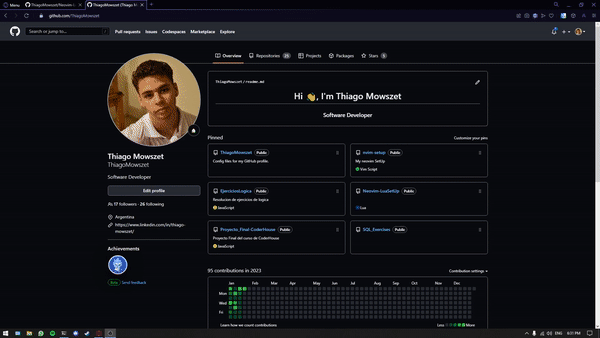 Menu
ThiagoMowszet/Neovim-L
ThiagoMowszet (Thiago M
github.com/ThiagoMowszet
Search or jump to...
Pull requests Issues Codespaces Marketplace Explore
Overview
Repositories 25
Projects
Packages
Stars 5
ThiagoMowszet / readme.md
Hi 👋, I'm Thiago Mowszet
Software Developer
Thiago Mowszet
ThiagoMowszet
Software Developer
Edit profile
17 followers · 26 following
Argentina
https://www.linkedin.com/in/thiago-
mowszet/
Achievements
Beta Send feedback
Pinned
Customize your pins
ThiagoMowszet Public
Config files for my GitHub profile.
nvim-setup Public
My neovim SetUp
Vim Script
EjerciciosLogica Public
Resolucion de ejercicios de logica
JavaScript
Neovim-LuaSetUp Public
Lua
Proyecto_Final-CoderHouse Public
Proyecto Final del curso de CoderHouse
JavaScript
SQL_Exercises Public
95 contributions in 2023
Contribution settings
Jan Feb Mar Apr May Jun Jul Aug Sep Oct Nov Dec
Mon
Wed
Fri
Learn how we count contributions
Less
More
ENG 6:31 PM